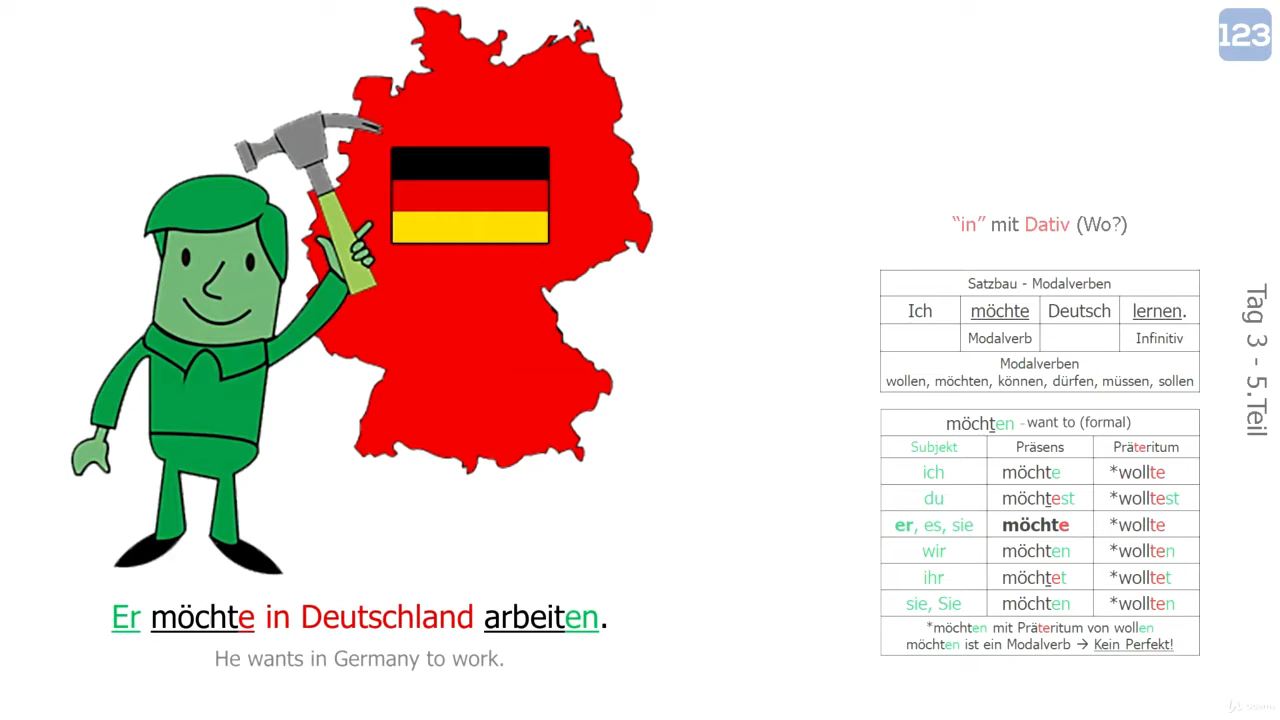 123
Er möchte in Deutschland arbeiten.
He wants in Germany to work.
"in" mit Dativ (Wo?)
Satzbau - Modalverben
Ich möchte Deutsch lernen.
Modalverb Infinitiv
Modalverben
wollen, möchten, können, dürfen, müssen, sollen
möchten - want to (formal)
Subjekt Präsens Präteritum
ich möchte *wollte
du möchtest *wolltest
er, es, sie möchte *wollte
wir möchten *wollten
ihr möchtet *wolltet
sie, Sie möchten *wollten
*möchten mit Präteritum von wollen
möchten ist ein Modalverb → Kein Perfekt!
Tag 3 - 5.Teil